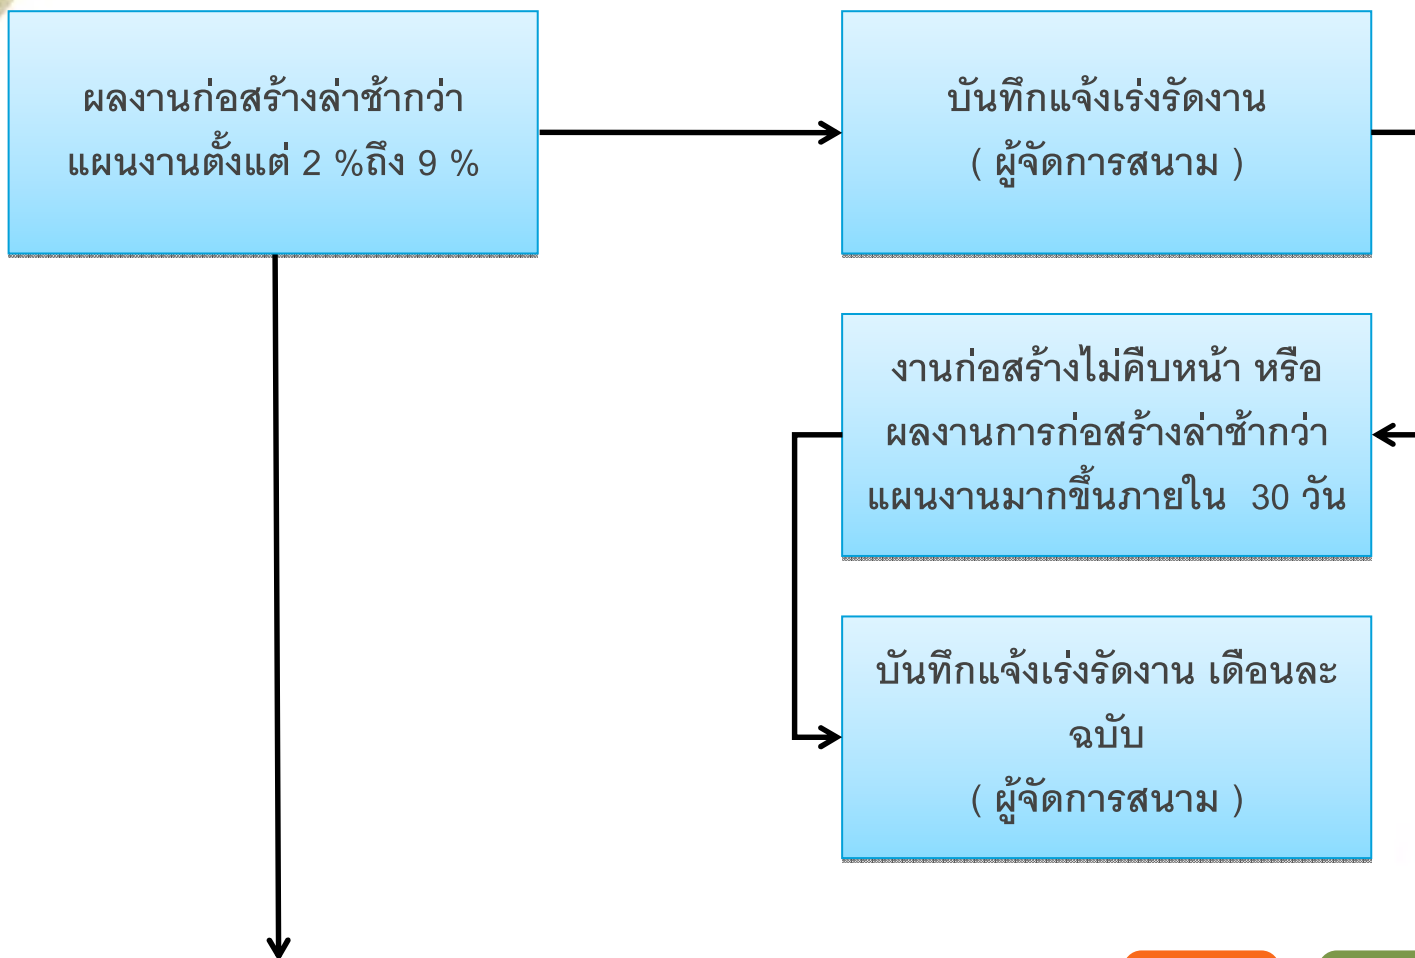 ผลงานก่อสร้างล่าช้ากว่า
แผนงานตั้งแต่ 2 %ถึง 9 %
บันทึกแจ้งเร่งรัดงาน
( ผู้จัดการสนาม )
งานก่อสร้างไม่คืบหน้า หรือ
ผลงานการก่อสร้างล่าช้ากว่า
แผนงานมากขึ้นภายใน 30 วัน
บันทึกแจ้งเร่งรัดงาน เดือนละ
ฉบับ
( ผู้จัดการสนาม )